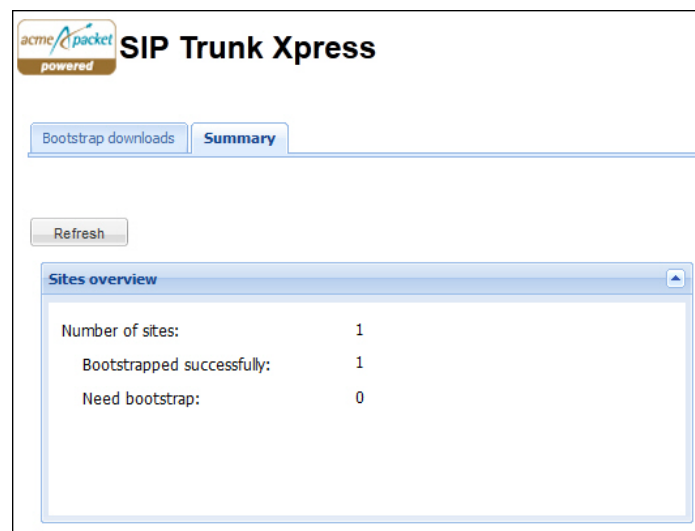 acme packet
powered
SIP Trunk Xpress
Bootstrap downloads Summary
Refresh
Sites overview
Number of sites: 1
Bootstrapped successfully: 1
Need bootstrap: 0